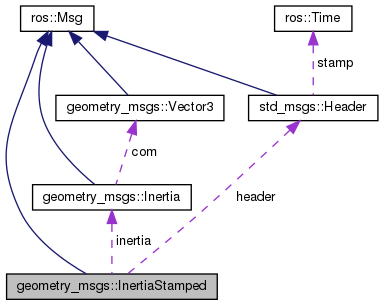 ros::Msg
ros::Time
stamp
geometry_msgs::Vector3
std_msgs::Header
com
geometry_msgs::Inertia
header
inertia
geometry_msgs::InertiaStamped